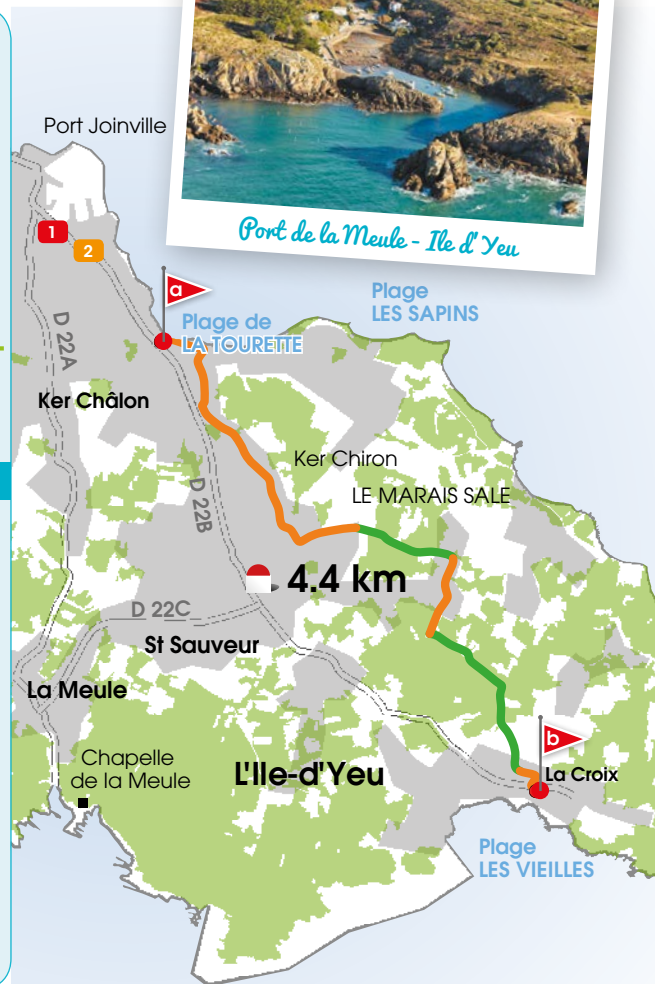 Port de la Meule - Ile d'Yeu
Port Joinville
1
2
a
Plage de
LA TOURETTE
Plage
LES SAPINS
D 22A
Ker Châlon
Ker Chiron
LE MARAIS SALE
D 22B
4.4 km
D 22C
St Sauveur
La Meule
Chapelle
de la Meule
L'Ile-d'Yeu
b
La Croix
Plage
LES VIEILLES